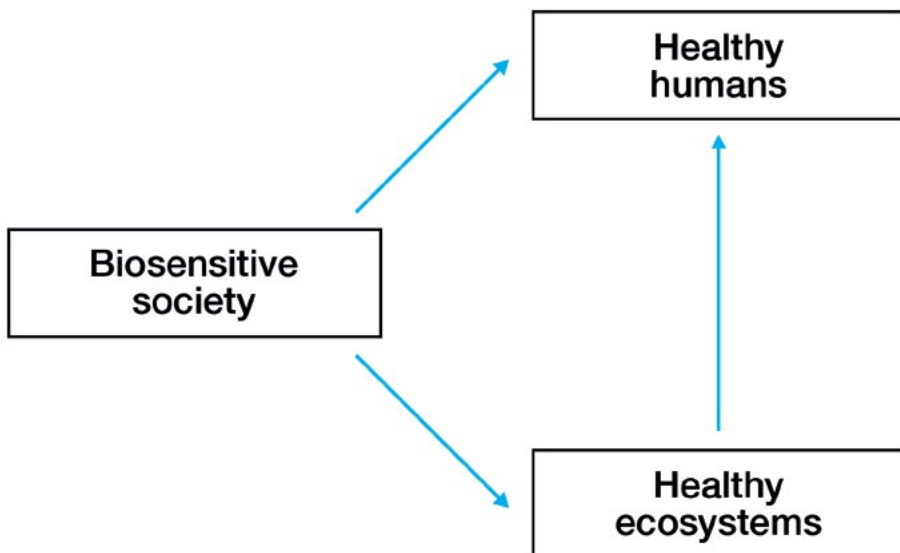 Healthy
humans
Biosensitive
society
Healthy
ecosystems